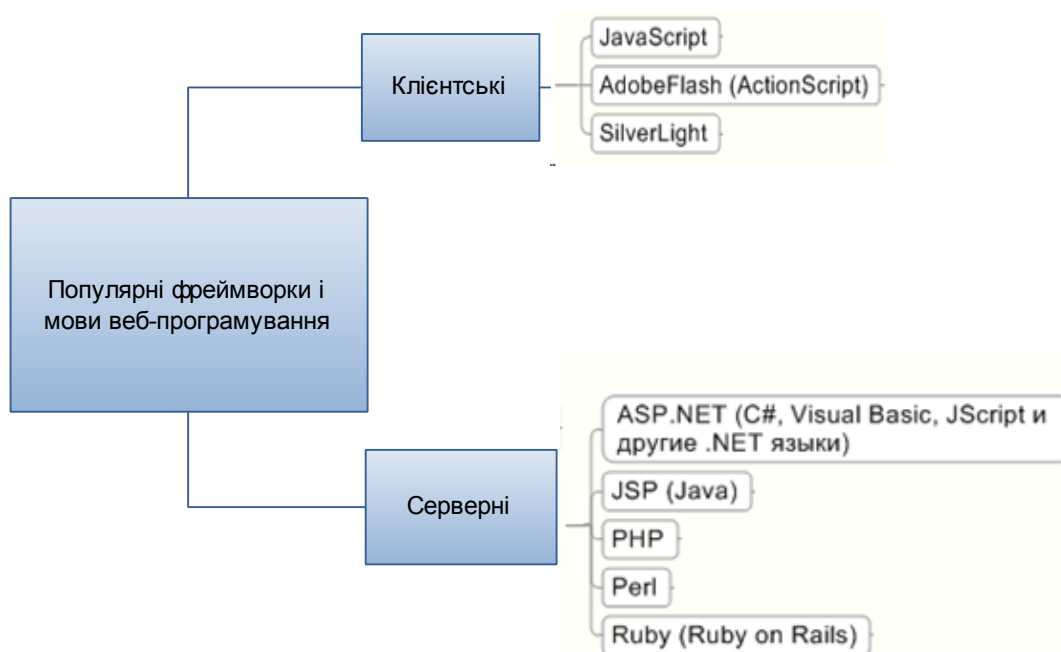 Клієнтські
JavaScript
AdobeFlash (ActionScript)
SilverLight
Популярні фреймворки і
мови веб-програмування
Серверні
ASP.NET (C#, Visual Basic, JScript и
другие .NET языки)
JSP (Java)
PHP
Perl
Ruby (Ruby on Rails)